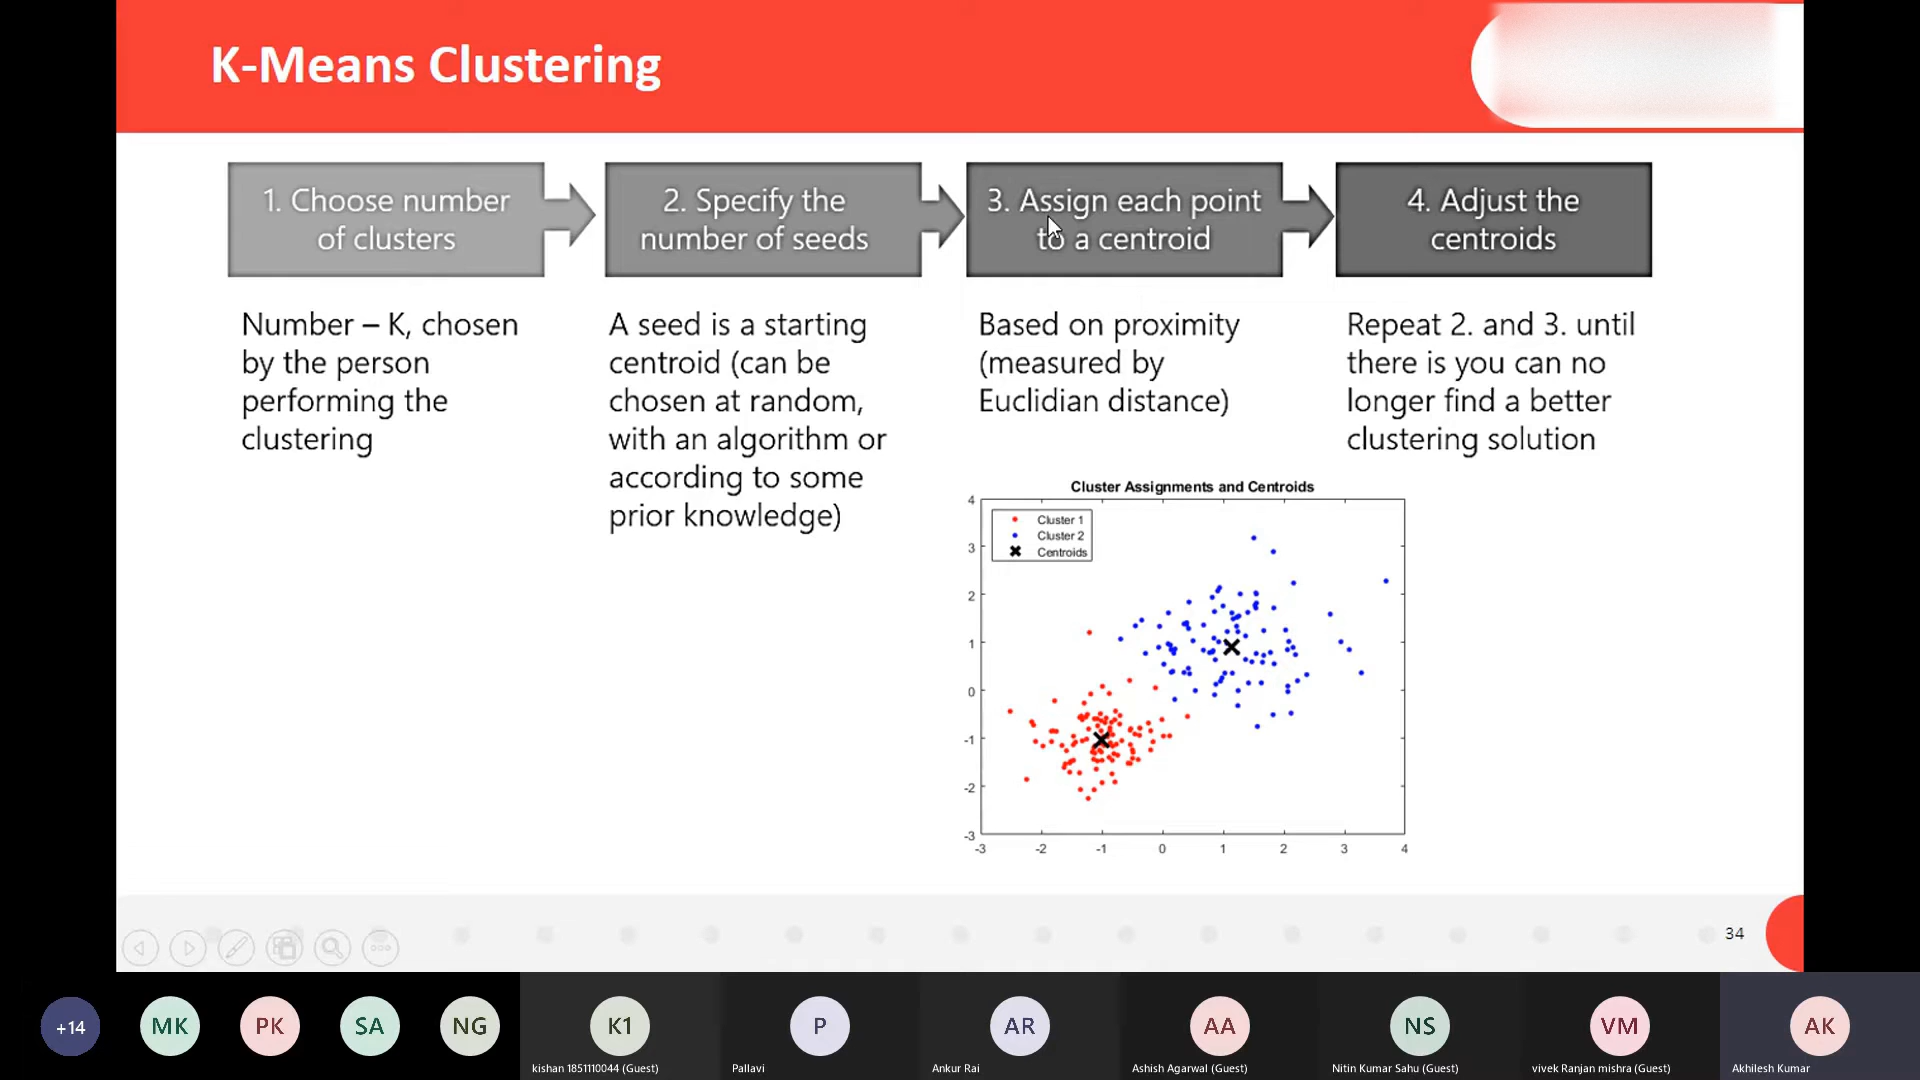 K-Means Clustering
1. Choose number
of clusters
2. Specify the
number of seeds
3. Assign each point
to a centroid
4. Adjust the
centroids
Number – K, chosen
by the person
performing the
clustering
A seed is a starting
centroid (can be
chosen at random,
with an algorithm or
according to some
prior knowledge)
Based on proximity
(measured by
Euclidian distance)
Repeat 2. and 3. until
there is you can no
longer find a better
clustering solution
Cluster Assignments and Centroids
Cluster 1
Cluster 2
Centroids
4
3
2
1
0
-1
-2
-3
-3 -2 -1 0 1 2 3 4
34
+14 MK PK SA NG K1 P AR AA NS VM AK
kishan 1851110044 (Guest) Pallavi Ankur Rai Ashish Agarwal (Guest) Nitin Kumar Sahu (Guest) vivek Ranjan mishra (Guest) Akhilesh Kumar